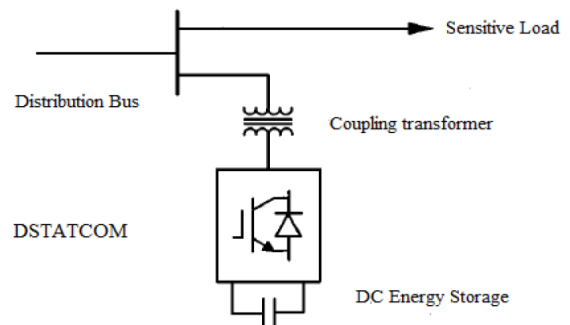 Sensitive Load
Distribution Bus
Coupling transformer
DSTATCOM
DC Energy Storage